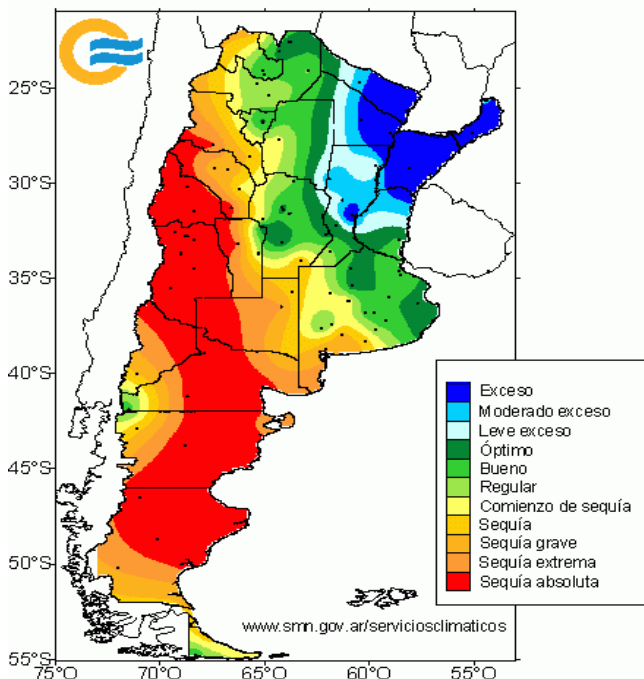 25°S
30°S
35°S
40°S
45°S
50°S
55°S
Exceso
Moderado exceso
Leve exceso
Óptimo
Bueno
Regular
Comienzo de sequía
Sequía
Sequía grave
Sequía extrema
Sequía absoluta
www.smn.gov.ar/serviciosclimaticos
75°O 70°O 65°O 60°O 55°O